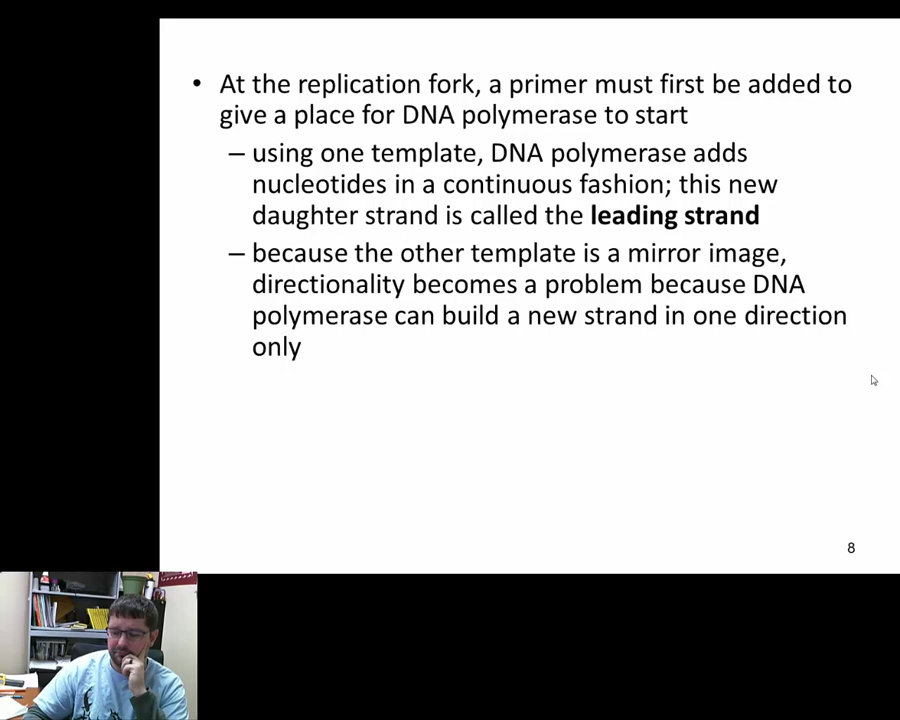 • At the replication fork, a primer must first be added to
give a place for DNA polymerase to start
– using one template, DNA polymerase adds
nucleotides in a continuous fashion; this new
daughter strand is called the leading strand
– because the other template is a mirror image,
directionality becomes a problem because DNA
polymerase can build a new strand in one direction
only
8